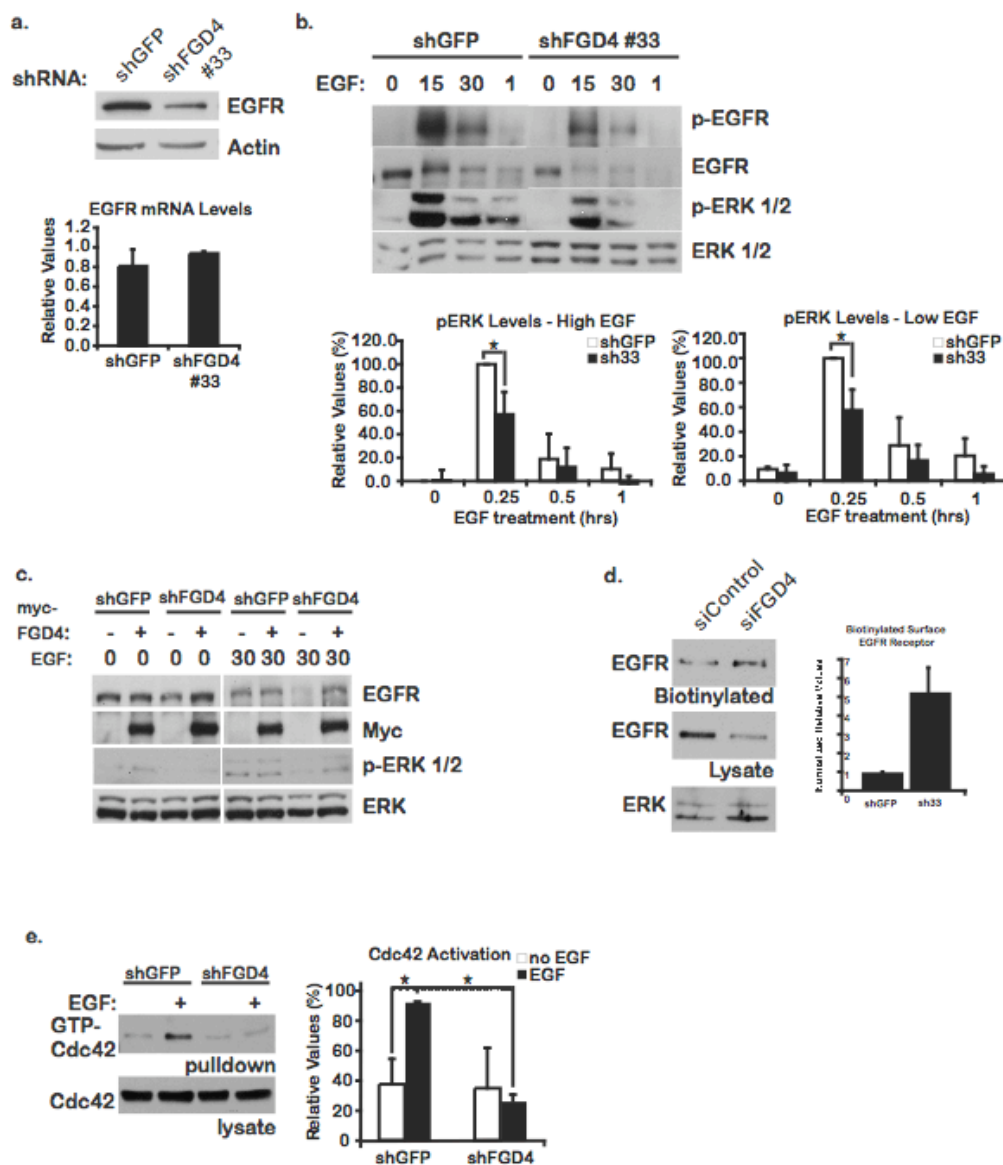 a.
shRNA: shGFP shFGD4 #33
EGFR
Actin
EGFR mRNA Levels
Relative Values
1.2
1.0
0.8
0.6
0.4
0.2
0.0
shGFP shFGD4 #33
b.
shGFP shFGD4 #33
EGF: 0 15 30 1 0 15 30 1
p-EGFR
EGFR
p-ERK 1/2
ERK 1/2
pERK Levels - High EGF
*
shGFP
sh33
Relative Values (%)
100.0
80.0
60.0
40.0
20.0
0.0
0 0.25 0.5 1
EGF treatment (hrs)
pERK Levels - Low EGF
*
shGFP
sh33
Relative Values (%)
100.0
80.0
60.0
40.0
20.0
0.0
0 0.25 0.5 1
EGF treatment (hrs)
c.
shGFP shFGD4 shGFP shFGD4
myc-
FGD4: - + - + - + - +
EGF: 0 0 0 0 30 30 30 30
EGFR
Myc
p-ERK 1/2
ERK
d.
siControl siFGD4
EGFR
Biotinylated
EGFR
Lysate
ERK
Biotinylated Surface
EGFR Receptor
7
6
5
4
3
2
1
0
shGFP sh33
e.
shGFP shFGD4
EGF: + +
GTP-
Cdc42
pulldown
Cdc42
lysate
Cdc42 Activation
no EGF
EGF
* *
Relative Values (%)
100
80
60
40
20
0
shGFP shFGD4